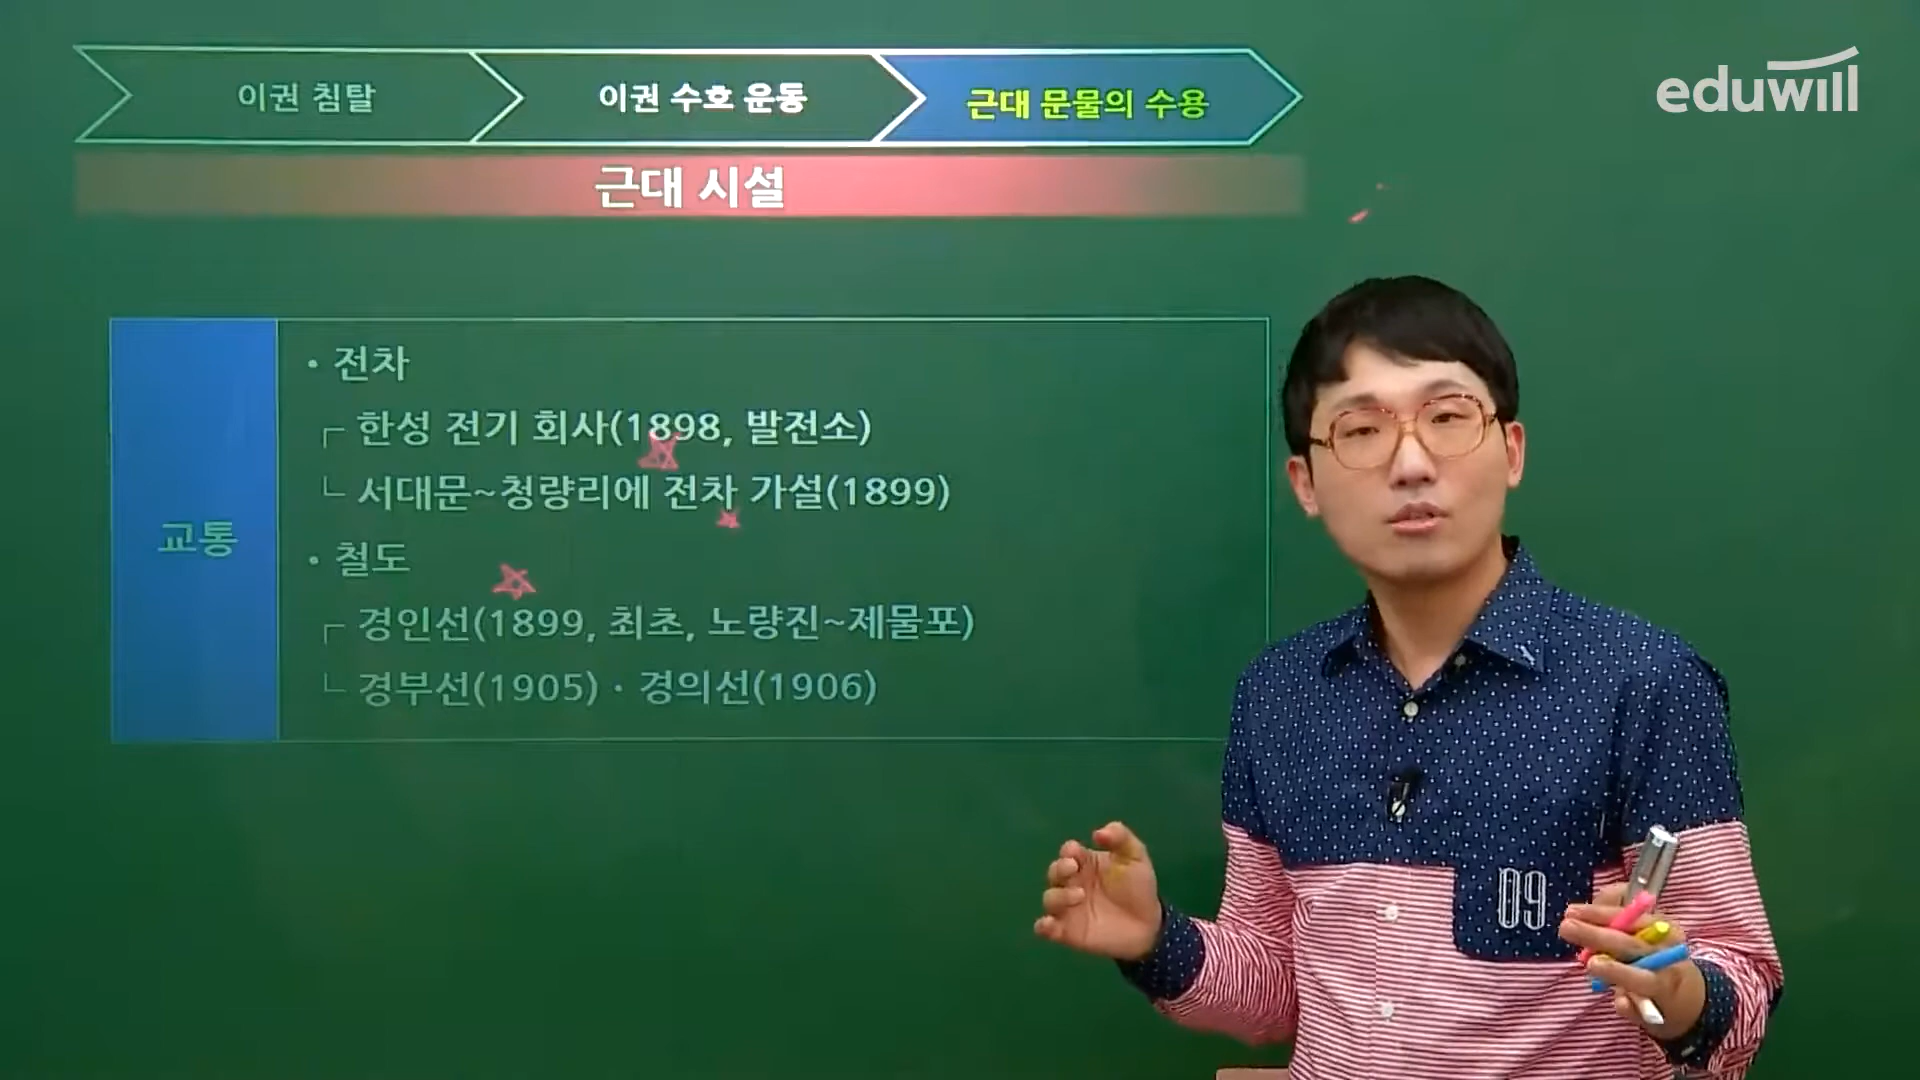 이권 침탈
이권 수호 운동
근대 문물의 수용
eduwill
근대 시설
교통
• 전차
┌ 한성 전기 회사(1898, 발전소)
└ 서대문~청량리에 전차 가설(1899)
• 철도
┌ 경인선(1899, 최초, 노량진~제물포)
└ 경부선(1905) · 경의선(1906)
09